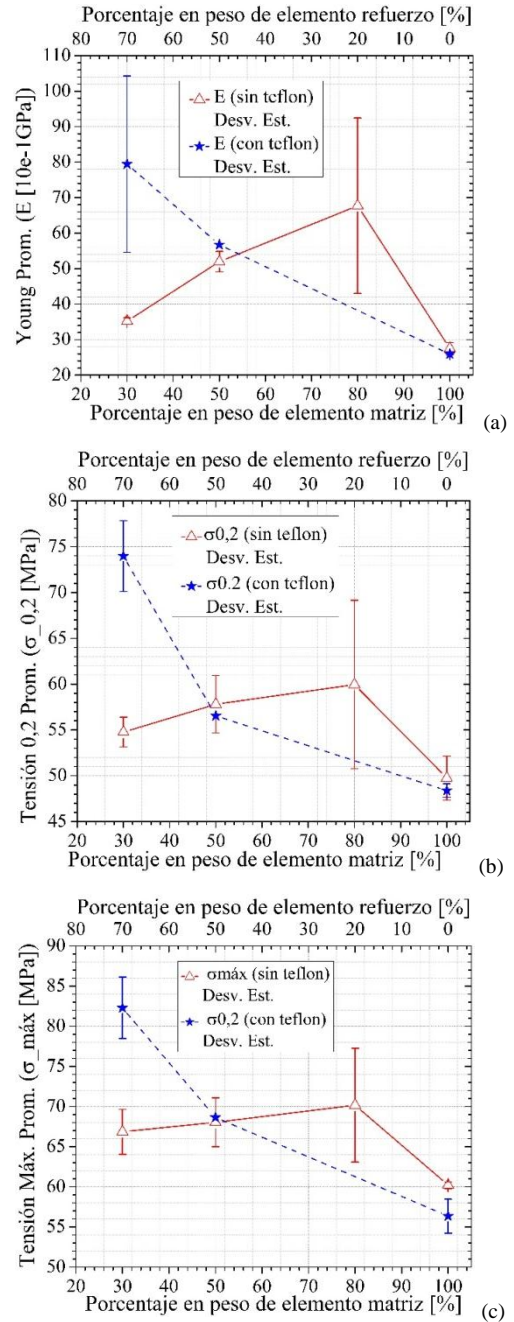 Porcentaje en peso de elemento refuerzo [%]
80 70 60 50 40 30 20 10 0
110
100
90
80
70
60
50
40
30
20
Young Prom. (E [10e-1GPa])
E (sin teflon)
Desv. Est.
E (con teflon)
Desv. Est.
20 30 40 50 60 70 80 90 100
Porcentaje en peso de elemento matriz [%]
(a)
Porcentaje en peso de elemento refuerzo [%]
80 70 60 50 40 30 20 10 0
80
75
70
65
60
55
50
45
Tensión 0,2 Prom. (σ_0,2 [MPa])
σ0,2 (sin teflon)
Desv. Est.
σ0.2 (con teflon)
Desv. Est.
20 30 40 50 60 70 80 90 100
Porcentaje en peso de elemento matriz [%]
(b)
Porcentaje en peso de elemento refuerzo [%]
80 70 60 50 40 30 20 10 0
90
85
80
75
70
65
60
55
50
Tensión Máx. Prom. (σ_máx [MPa])
σmáx (sin teflon)
Desv. Est.
σ0,2 (con teflon)
Desv. Est.
20 30 40 50 60 70 80 90 100
Porcentaje en peso de elemento matriz [%]
(c)